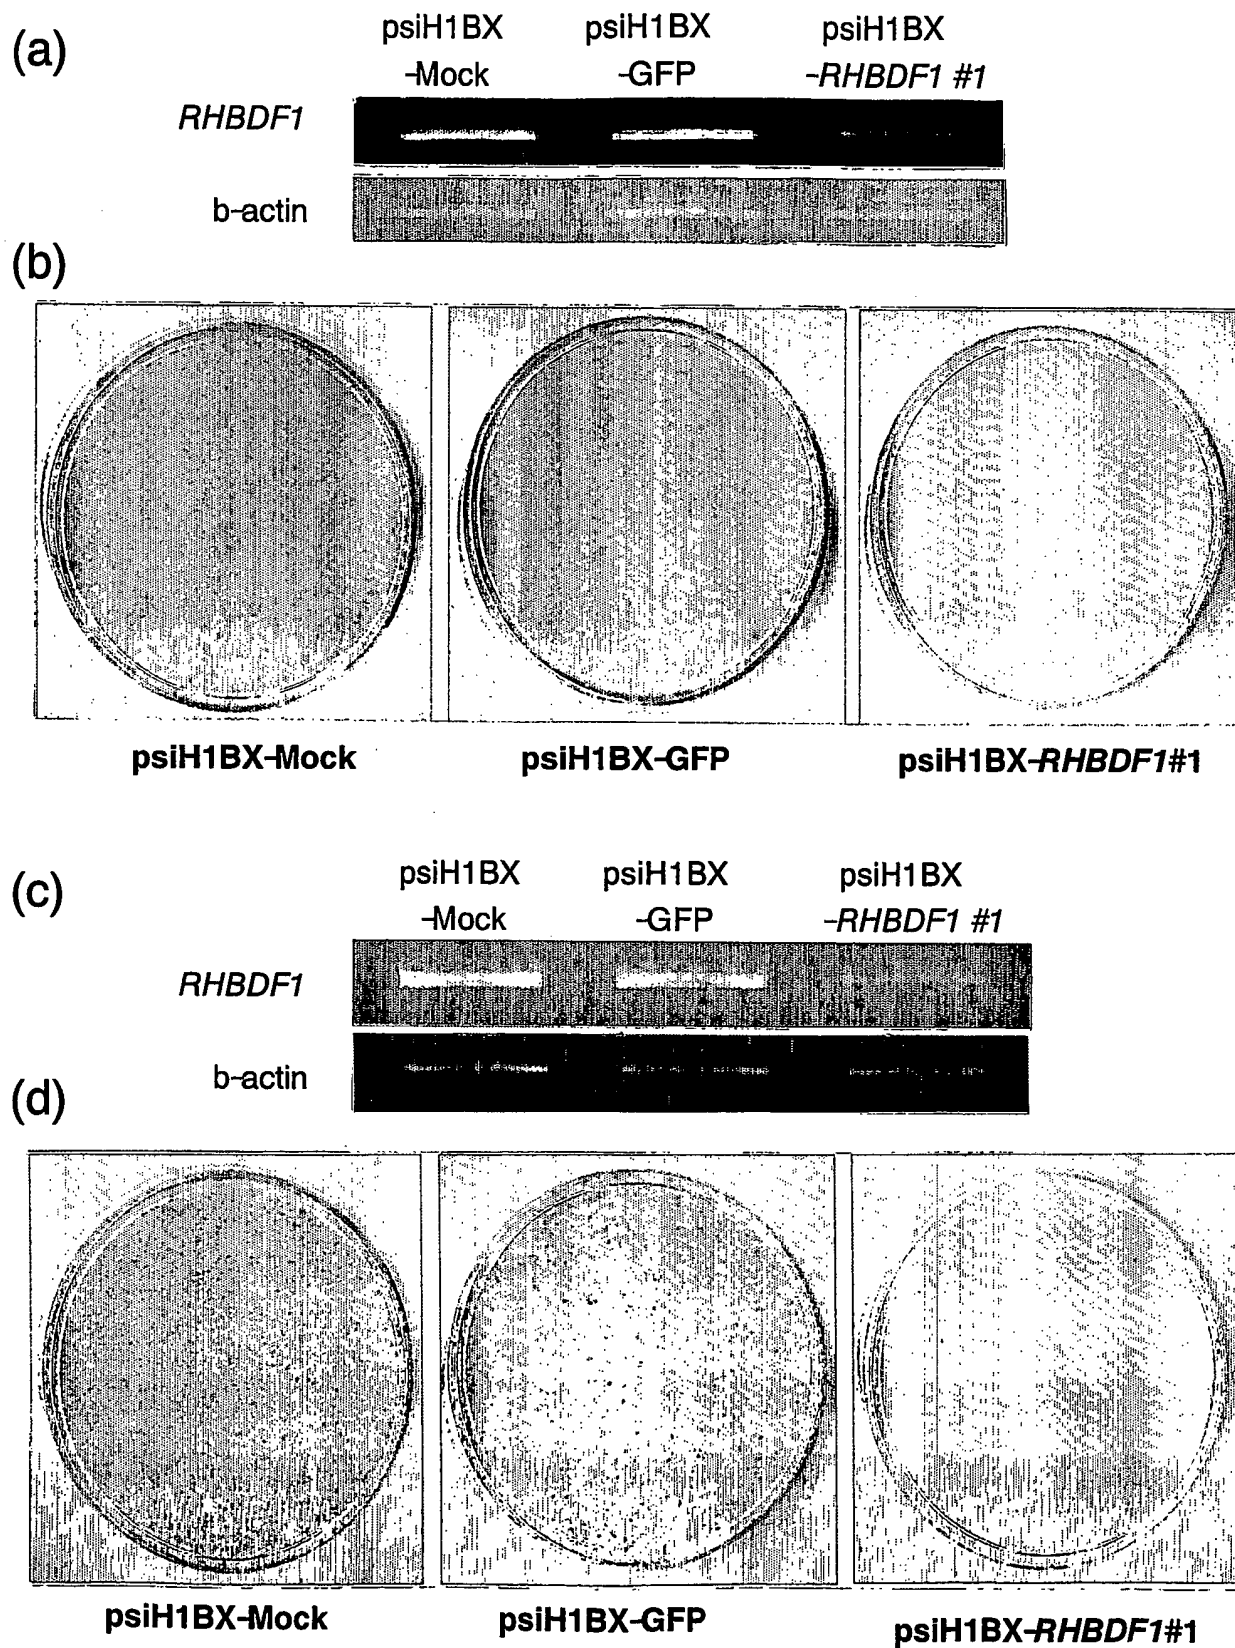 (a)
psiH1BX psiH1BX psiH1BX
-Mock -GFP -RHBDF1 #1
RHBDF1
b-actin
(b)
psiH1BX-Mock psiH1BX-GFP psiH1BX-RHBDF1#1
(c)
psiH1BX psiH1BX psiH1BX
-Mock -GFP -RHBDF1 #1
RHBDF1
b-actin
(d)
psiH1BX-Mock psiH1BX-GFP psiH1BX-RHBDF1#1